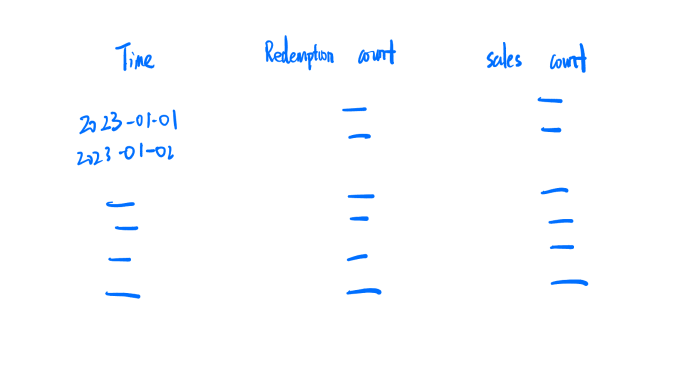 Time Redemption count sales count
2023-01-01 — —
2023-01-02 — —
— — —
— — —
— — —
— — —